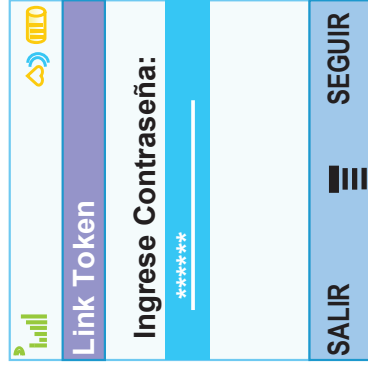 Link Token
Ingrese Contraseña:
******
SALIR SEGUIR